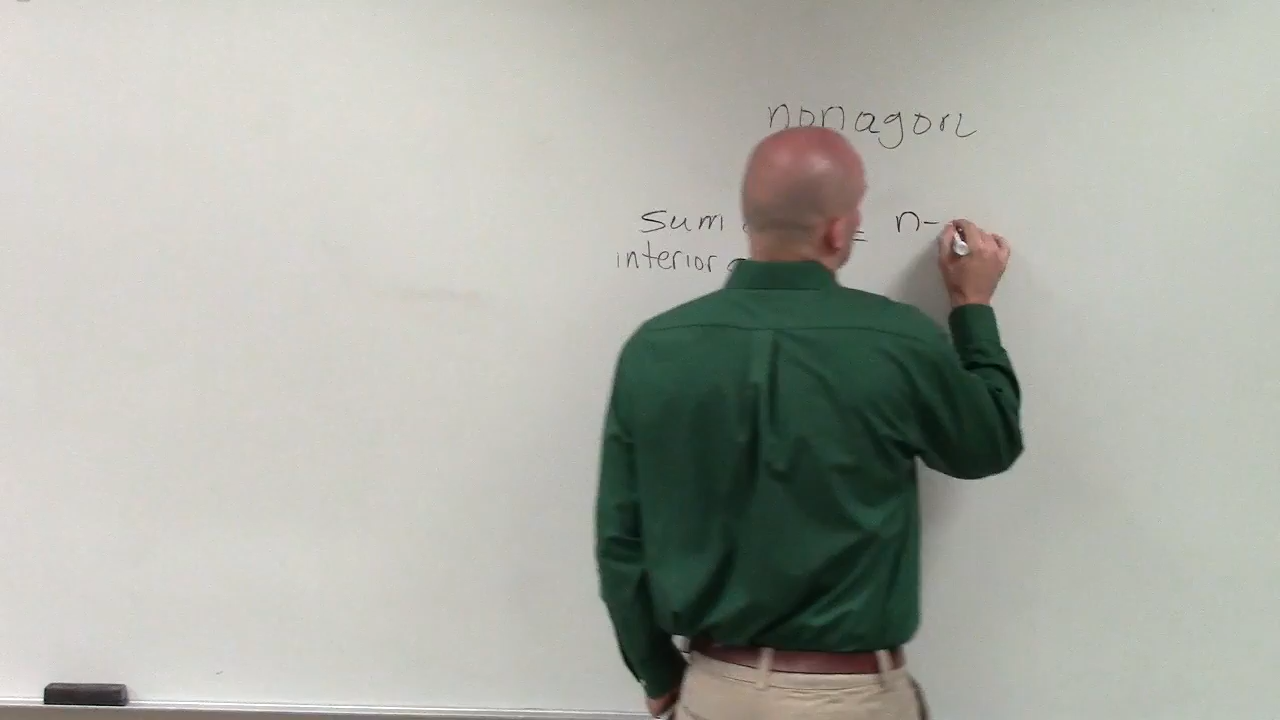 nonagon
sum = n-
interior